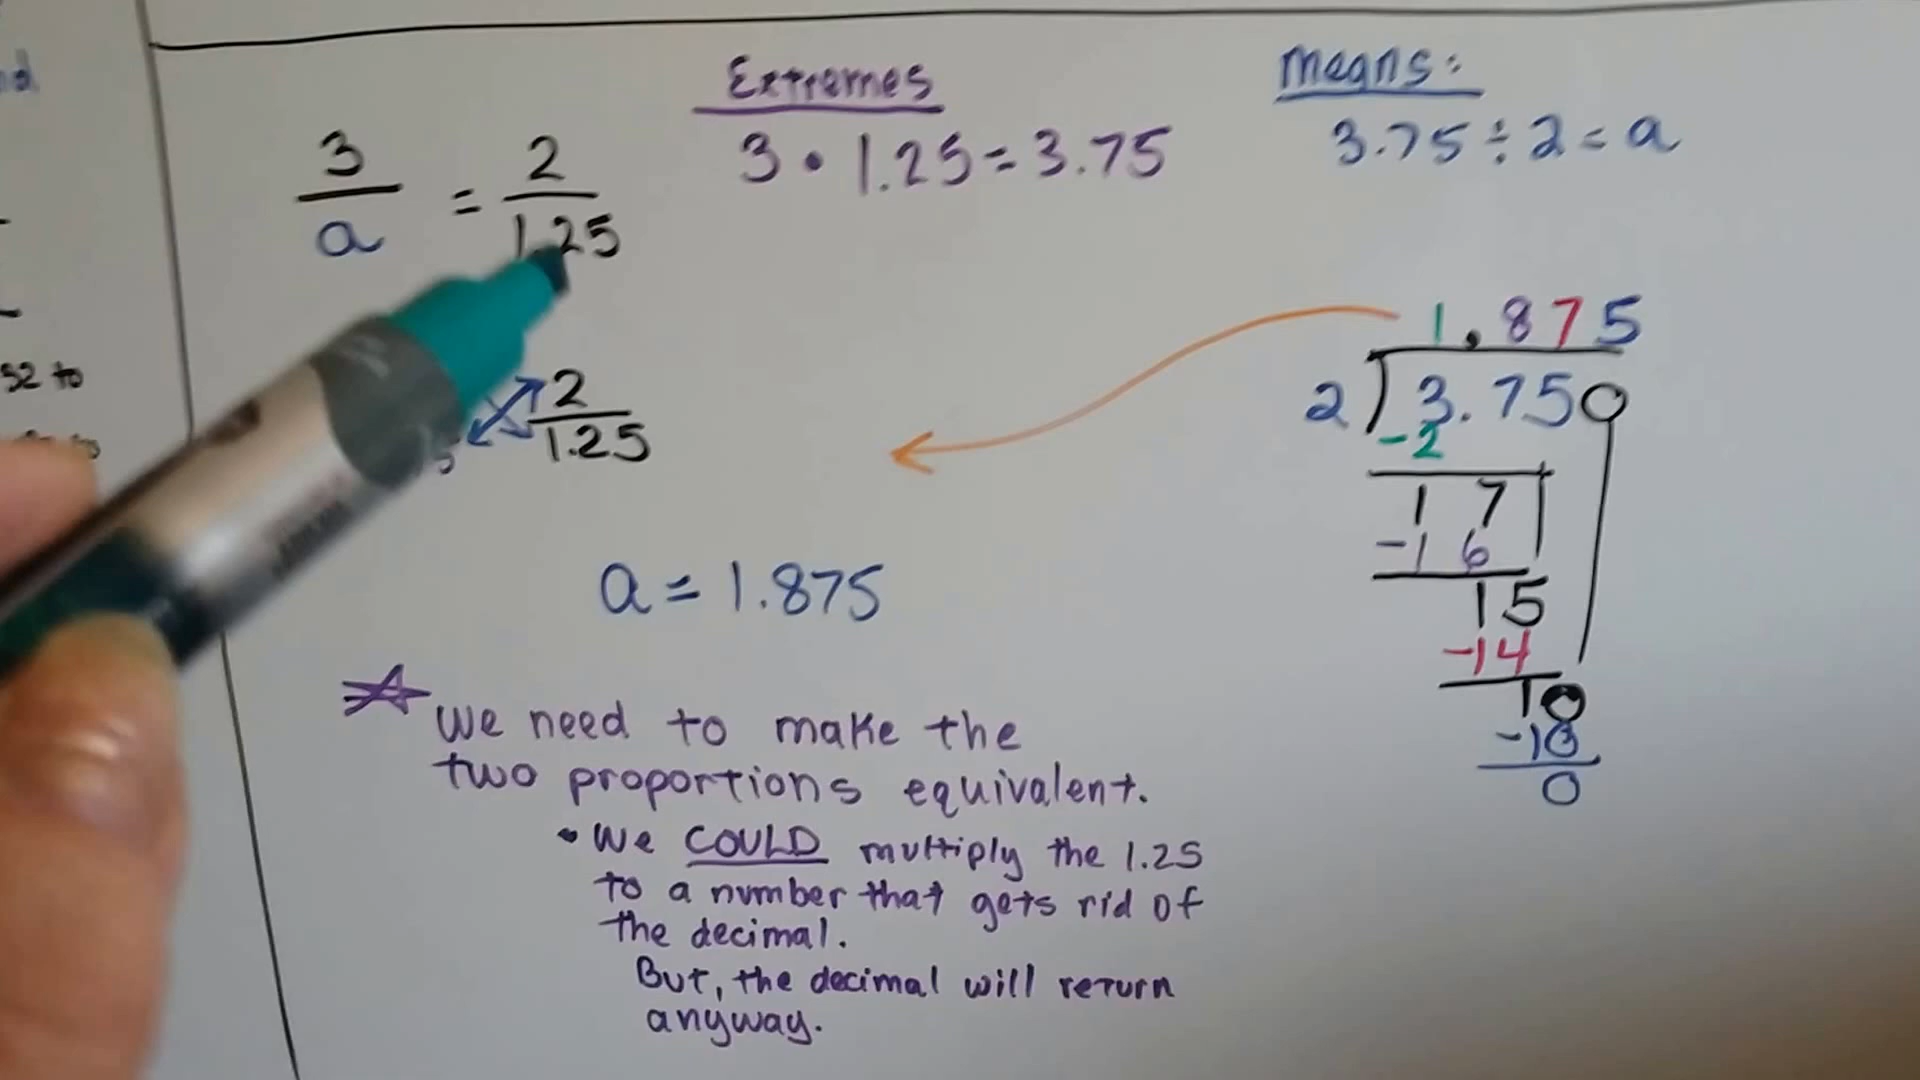 Extremes
means:
3/a = 2/1.25
3 • 1.25 = 3.75
3.75 ÷ 2 = a
1.875
2)3.750
-2
17
-16
15
-14
10
-10
0
2/1.25
5
a = 1.875
We need to make the
two proportions equivalent.
• We COULD multiply the 1.25
to a number that gets rid of
the decimal.
But, the decimal will return
anyway.
52 to